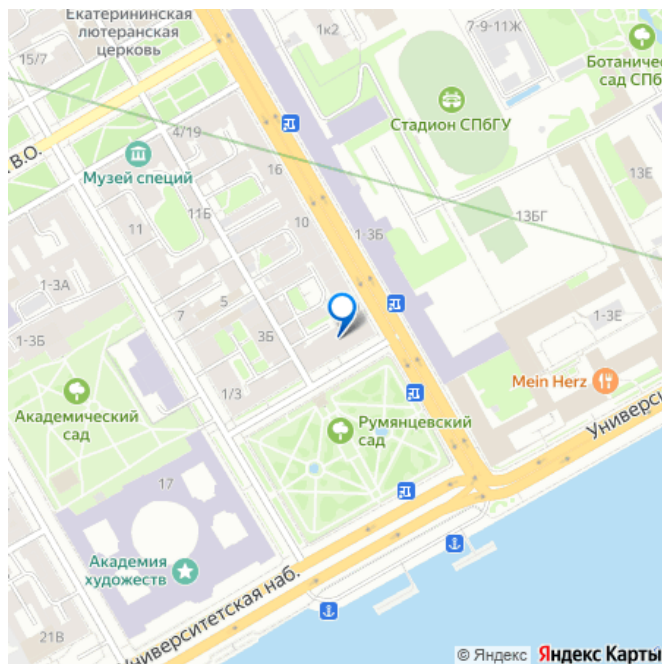 Екатерининская
лютеранская
церковь
15/7
1к2
7-9-11Ж
Ботаничес
сад СПбГ
Стадион СПбГУ
4/19
В.О.
Музей специй
16
13Е
11Б
13БГ
11
10
1-3Б
1-3А
5
7
3Б
1-3Е
1-3Б
Mein Herz
1/3
Академический
сад
Румянцевский
сад
Универс
17
Академия
художеств
Университетская наб.
21В
© Яндекс Яндекс Карты